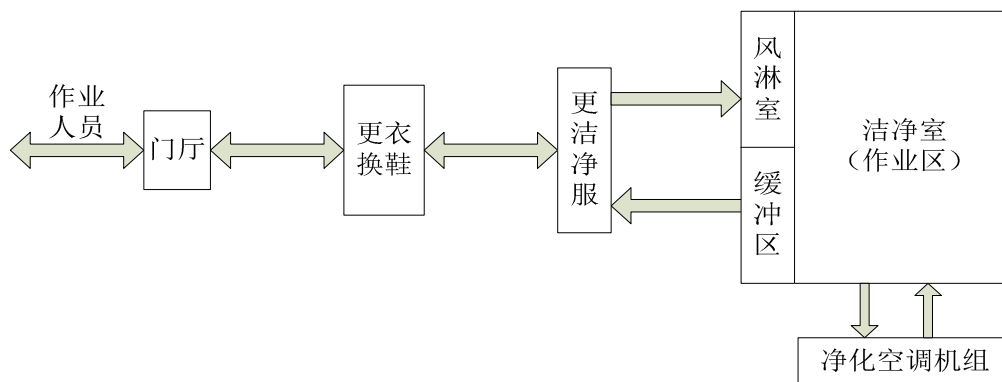 作业
人员
门厅
更衣
换鞋
更
洁
净
服
风
淋
室
缓
冲
区
洁净室
（作业区）
净化空调机组